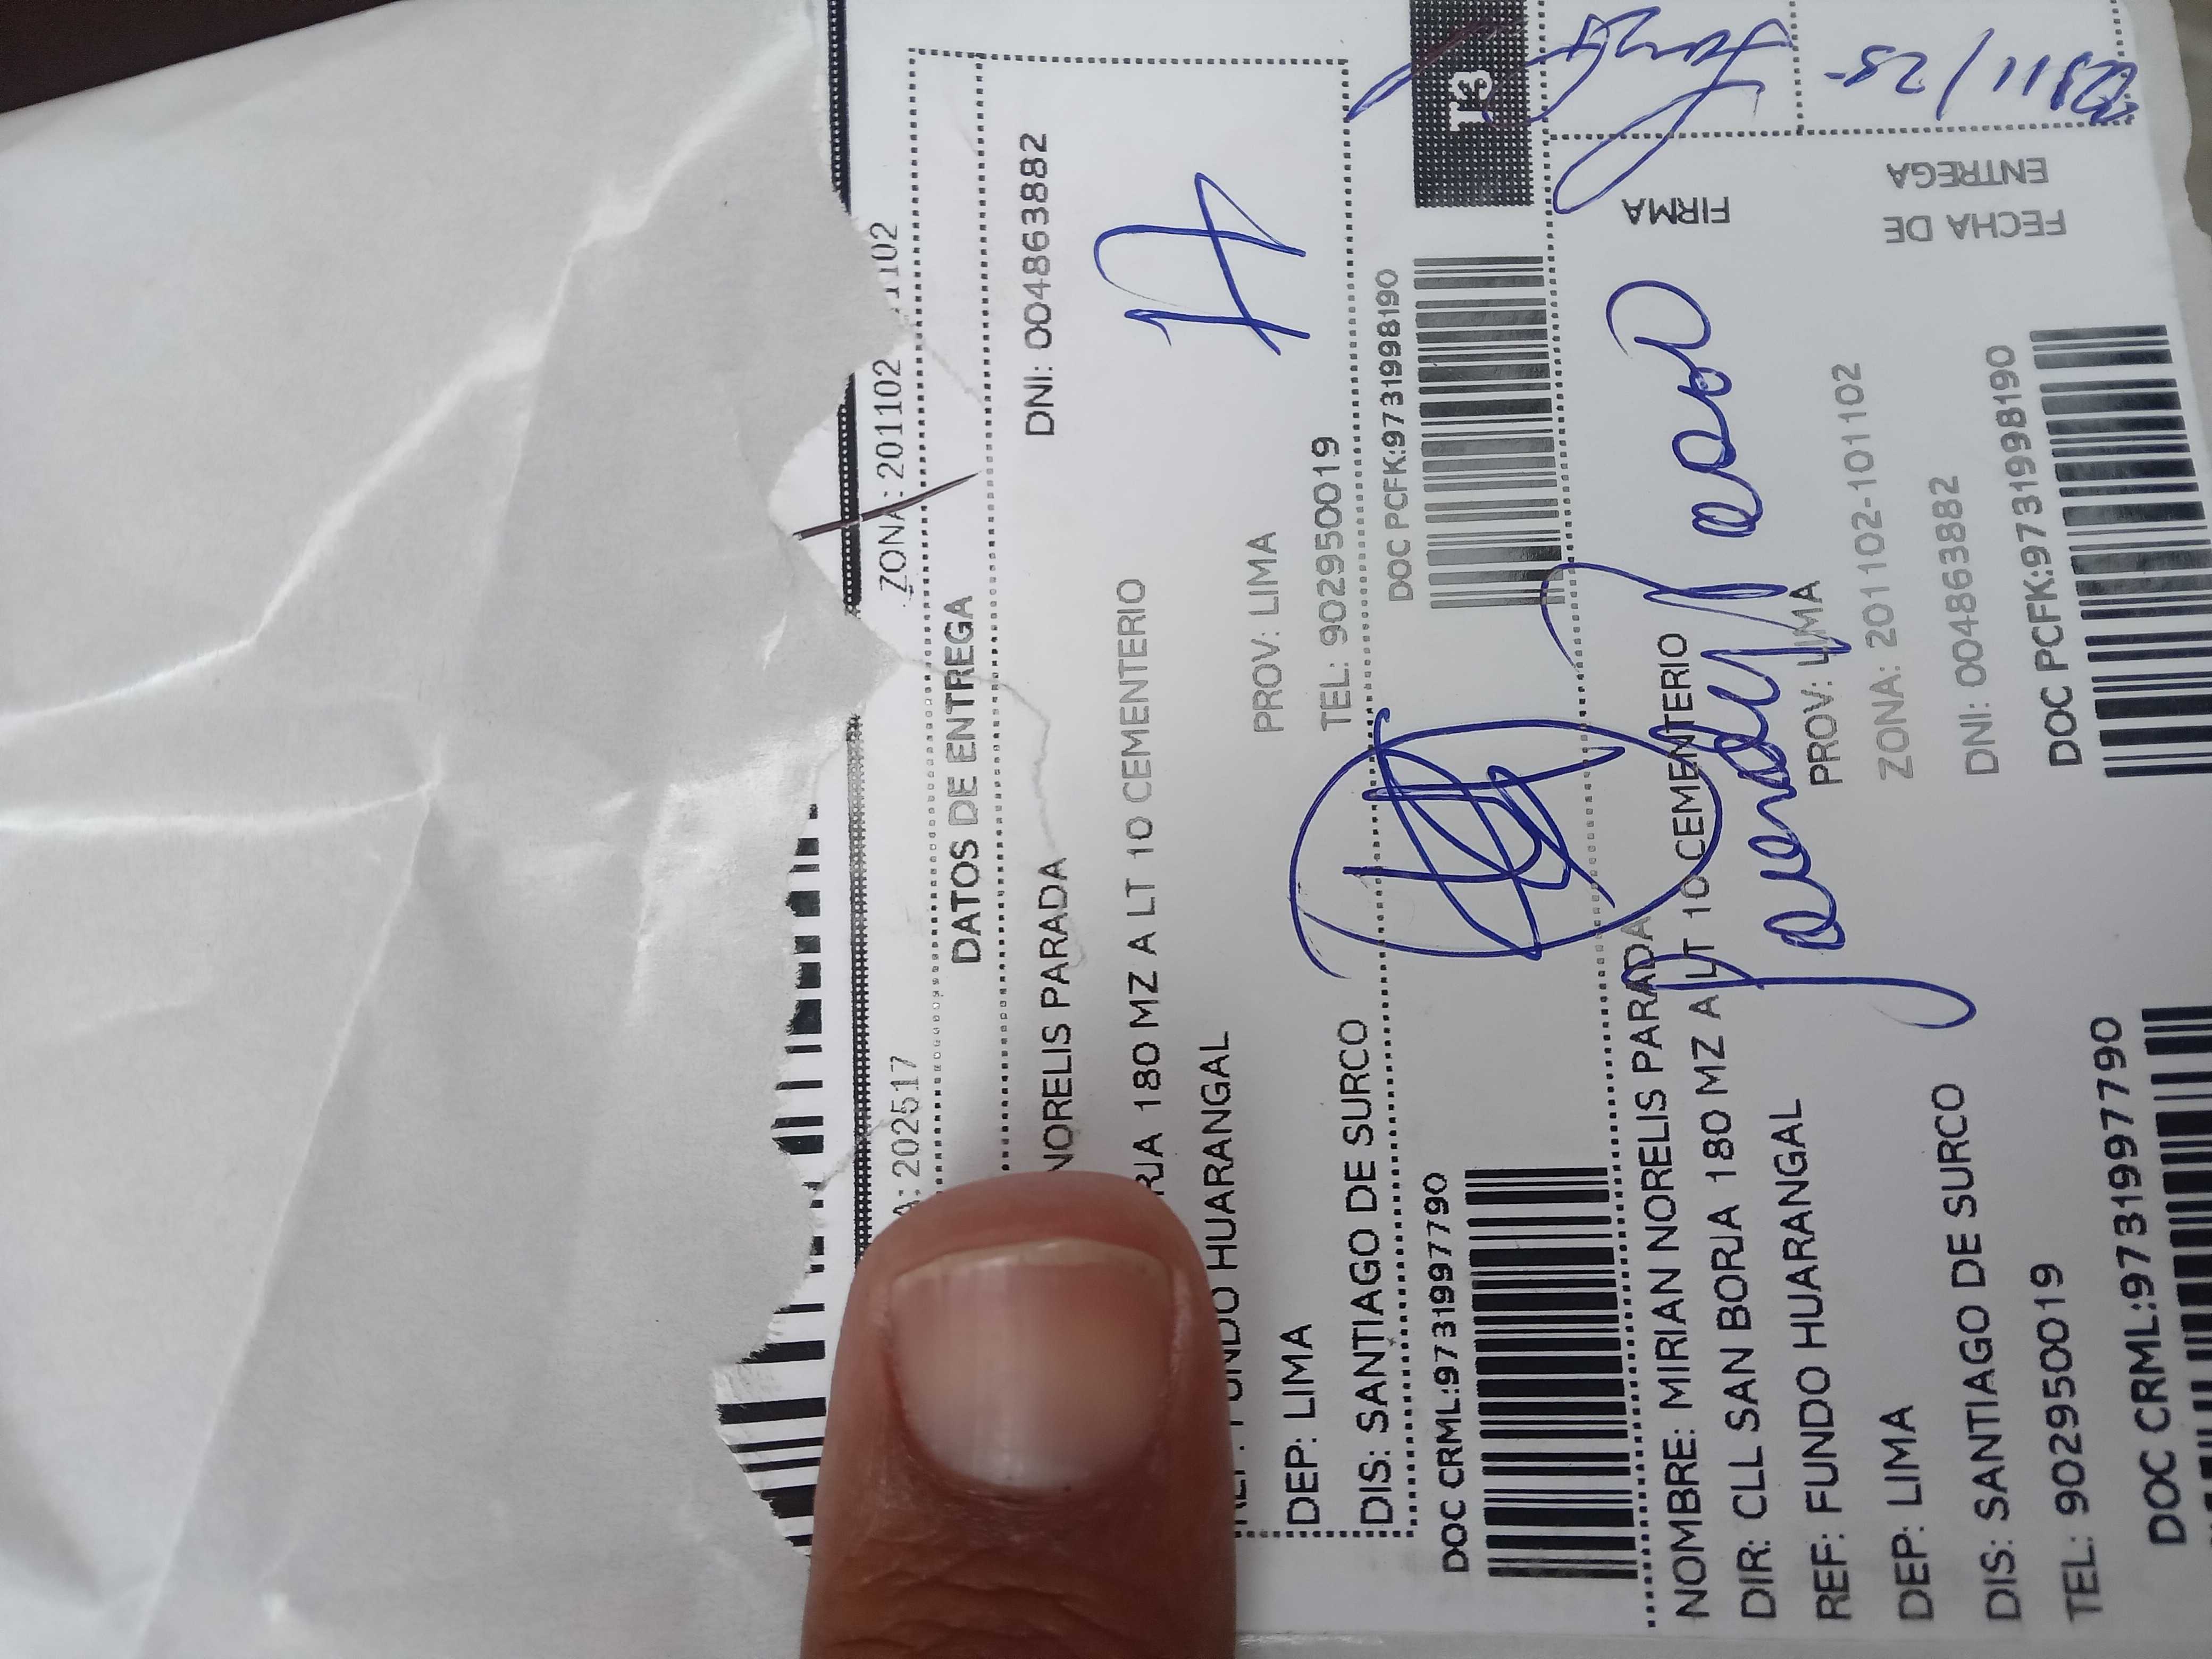 A: 202517 ZONA: 201102
DATOS DE ENTREGA
NORELIS PARADA DNI: 004863882
RJA 180 MZ A LT 10 CEMENTERIO
FUNDO HUARANGAL
DEP: LIMA PROV: LIMA
DIS: SANTIAGO DE SURCO TEL: 902950019
DOC CRML:9731997790 DOC PCFK:9731998190
NOMBRE: MIRIAN NORELIS PARADA
DIR: CLL SAN BORJA 180 MZ A LT 10 CEMENTERIO
REF: FUNDO HUARANGAL
DEP: LIMA PROV: LIMA
ZONA: 201102-101102
DIS: SANTIAGO DE SURCO
TEL: 902950019 DNI: 004863882
DOC CRML:9731997790 DOC PCFK:9731998190
FIRMA
FECHA DE
ENTREGA